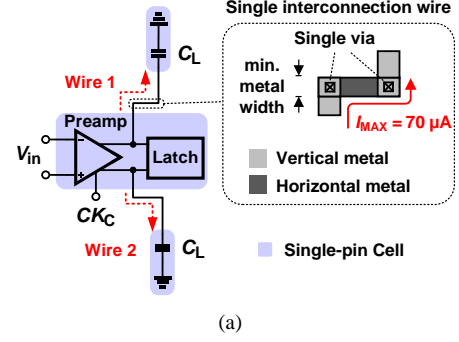 Single interconnection wire
C_L
Wire 1
Single via
min.
metal
width
I_MAX = 70 µA
Preamp
V_in
−
+
Latch
Vertical metal
Horizontal metal
CK_C
Wire 2
C_L
Single-pin Cell
(a)